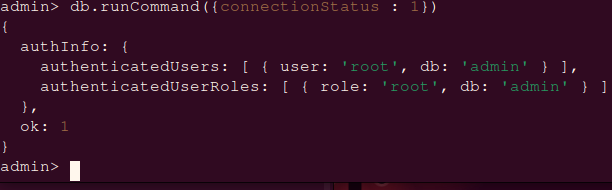 admin> db.runCommand({connectionStatus : 1})
{
  authInfo: {
    authenticatedUsers: [ { user: 'root', db: 'admin' } ],
    authenticatedUserRoles: [ { role: 'root', db: 'admin' } ]
  },
  ok: 1
}
admin>